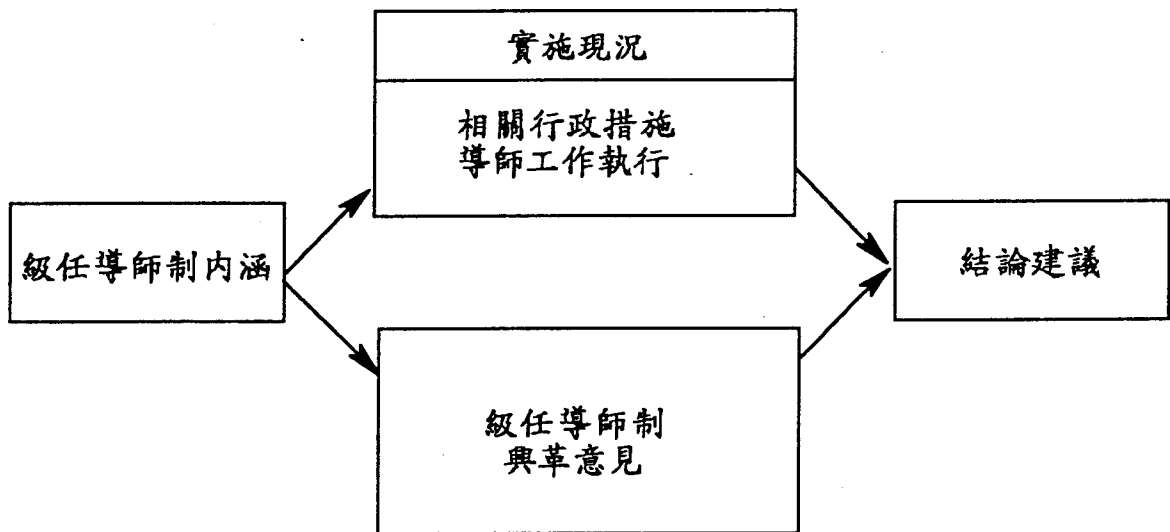 實施現況
相關行政措施
導師工作執行
級任導師制内涵
結論建議
級任導師制
興革意見